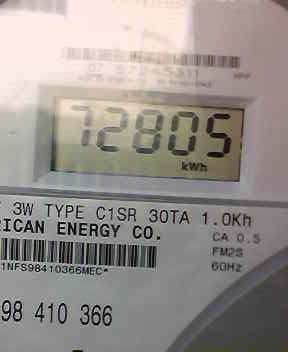 72805
kWh
3W TYPE C1SR 30TA 1.0Kh
RICAN ENERGY CO.
CA 0.5
FM2S
60Hz
1NFS98410366MEC*
98 410 366